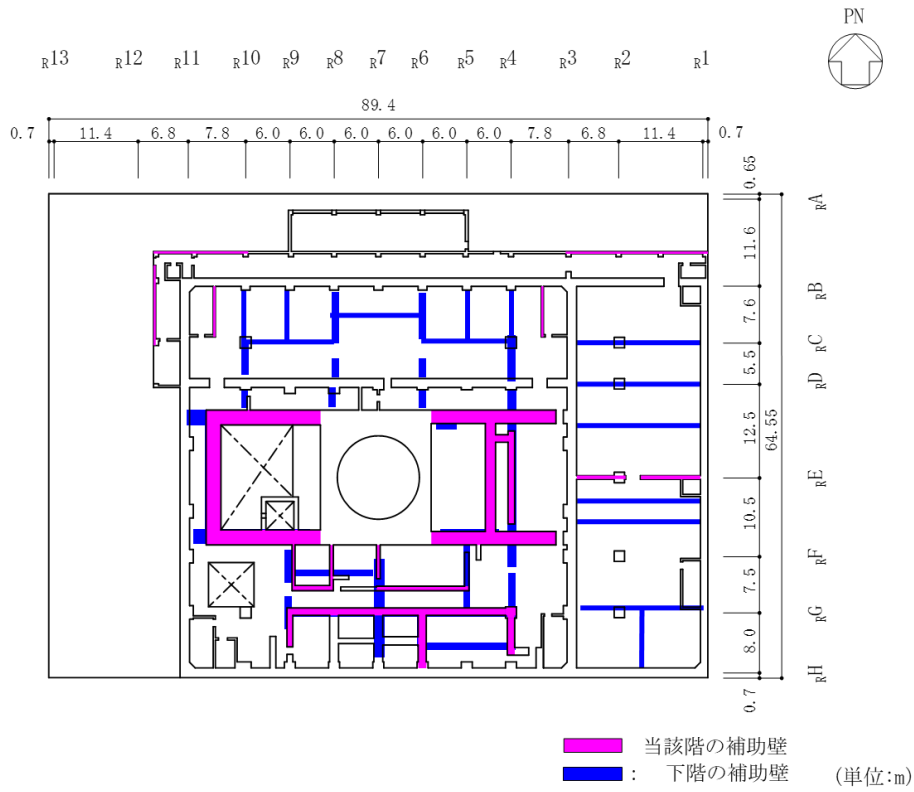 PN
R13 R12 R11 R10 R9 R8 R7 R6 R5 R4 R3 R2 R1
89.4
0.7 11.4 6.8 7.8 6.0 6.0 6.0 6.0 6.0 6.0 7.8 6.8 11.4 0.7
0.65
RA
11.6
RB
7.6
RC
5.5
RD
12.5
64.55
RE
10.5
RF
7.5
RG
8.0
RH
0.7
当該階の補助壁
: 下階の補助壁
(単位:m)